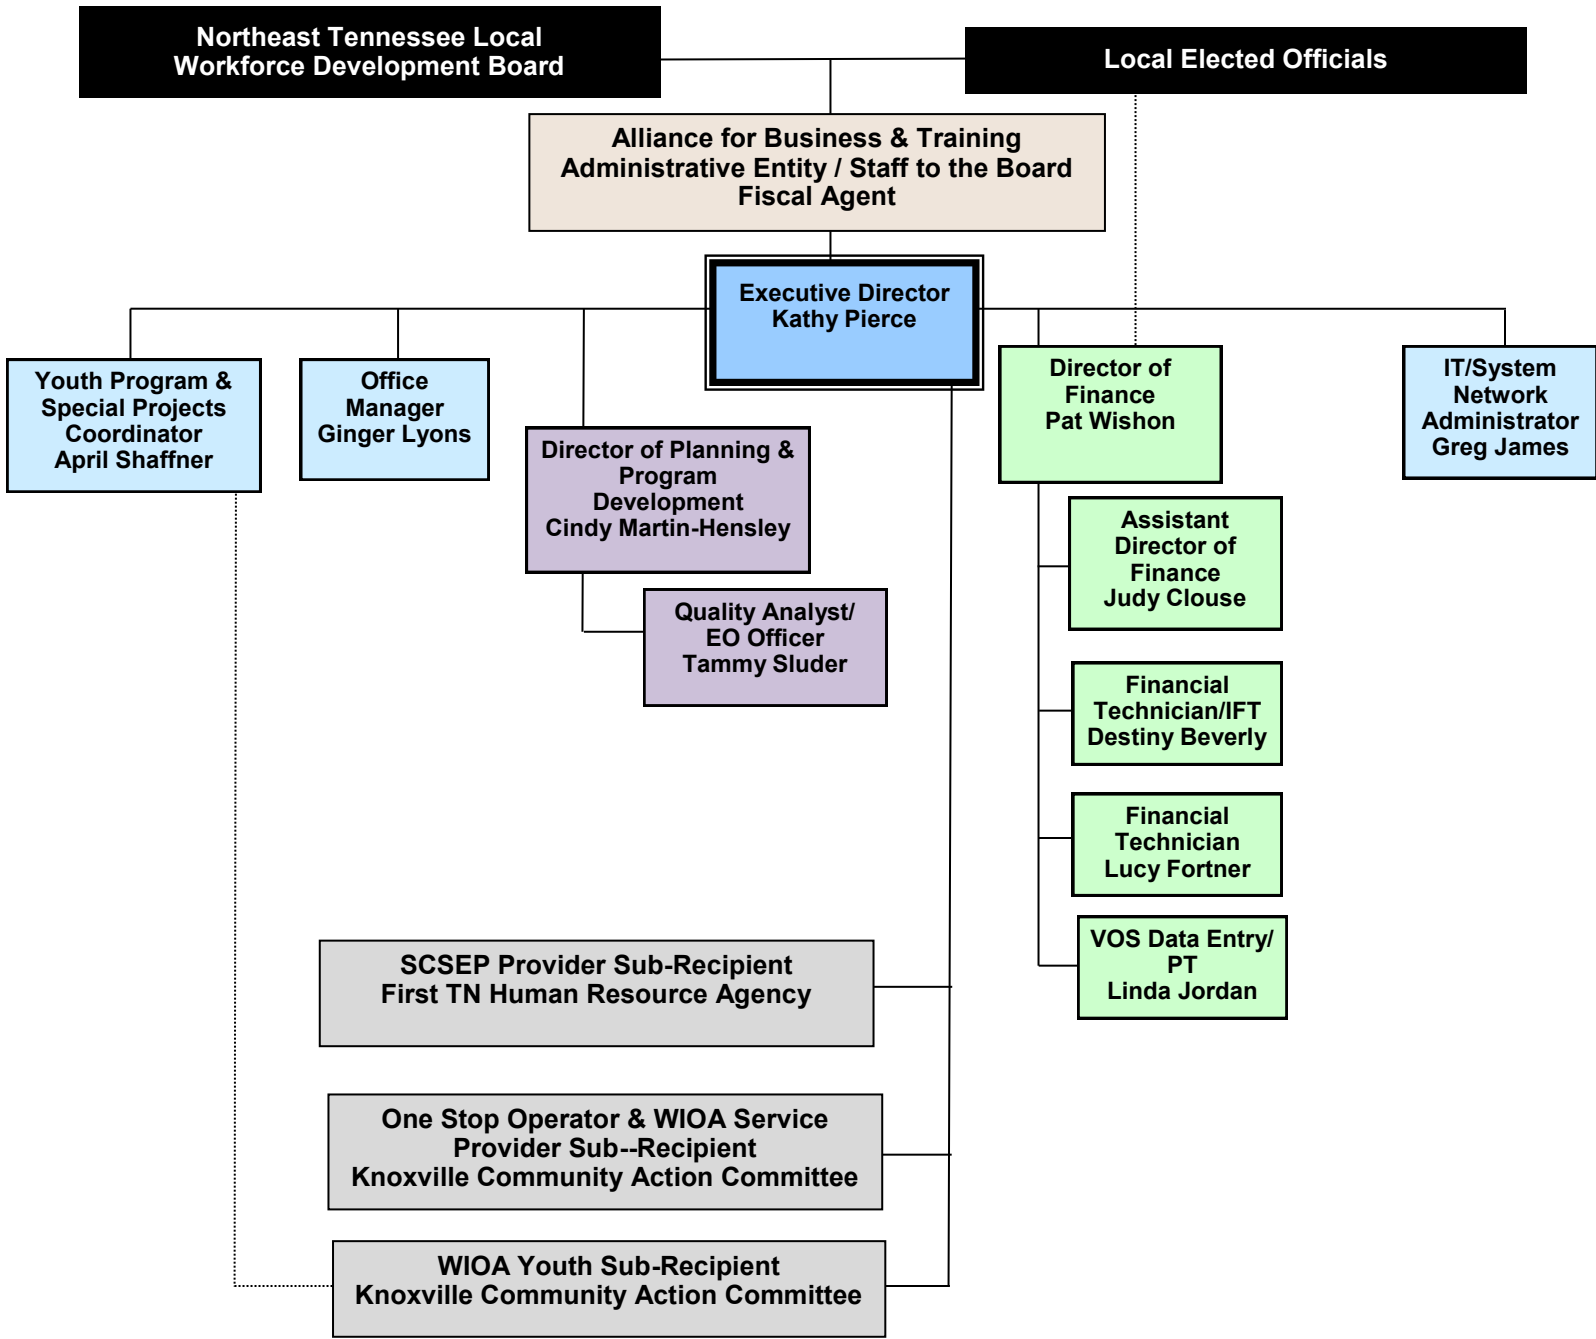 Northeast Tennessee Local
Workforce Development Board
Local Elected Officials
Alliance for Business & Training
Administrative Entity / Staff to the Board
Fiscal Agent
Executive Director
Kathy Pierce
Youth Program &
Special Projects
Coordinator
April Shaffner
Office
Manager
Ginger Lyons
Director of Planning &
Program
Development
Cindy Martin-Hensley
Quality Analyst/
EO Officer
Tammy Sluder
Director of
Finance
Pat Wishon
IT/System
Network
Administrator
Greg James
Assistant
Director of
Finance
Judy Clouse
Financial
Technician/IFT
Destiny Beverly
Financial
Technician
Lucy Fortner
VOS Data Entry/
PT
Linda Jordan
SCSEP Provider Sub-Recipient
First TN Human Resource Agency
One Stop Operator & WIOA Service
Provider Sub--Recipient
Knoxville Community Action Committee
WIOA Youth Sub-Recipient
Knoxville Community Action Committee